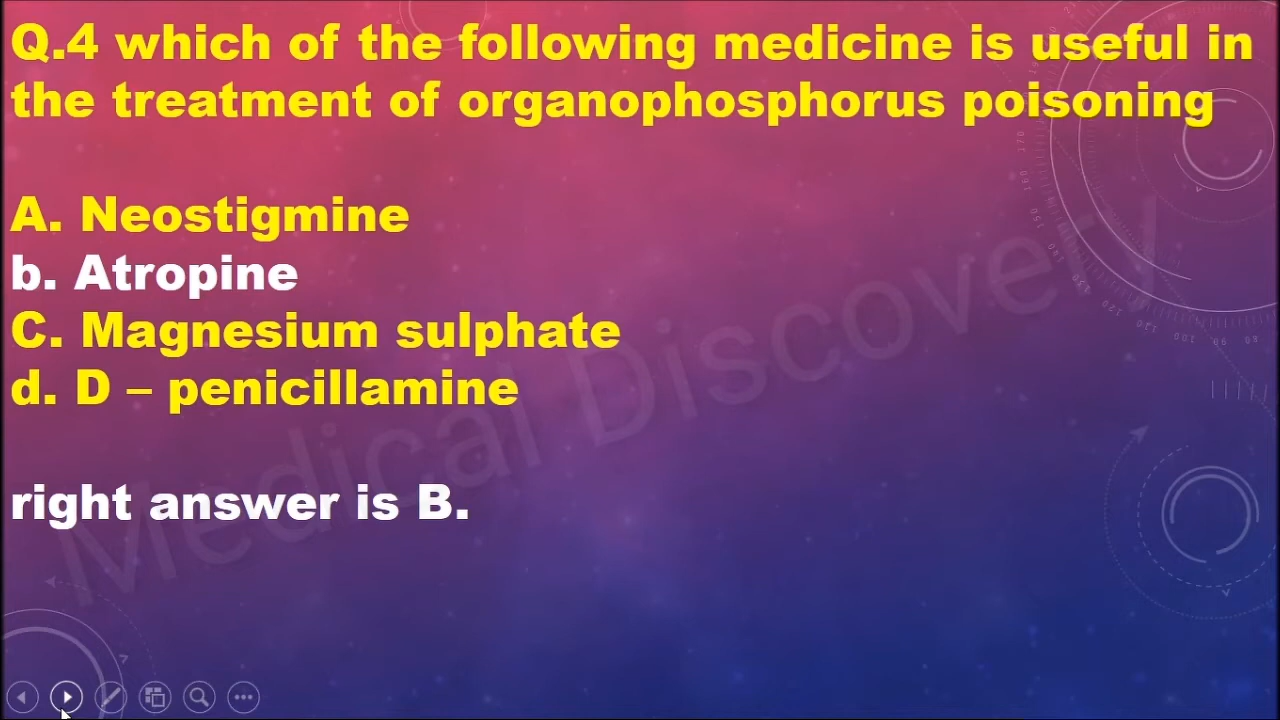 Q.4 which of the following medicine is useful in
the treatment of organophosphorus poisoning
A. Neostigmine
b. Atropine
C. Magnesium sulphate
d. D – penicillamine
right answer is B.
Medical Discovery